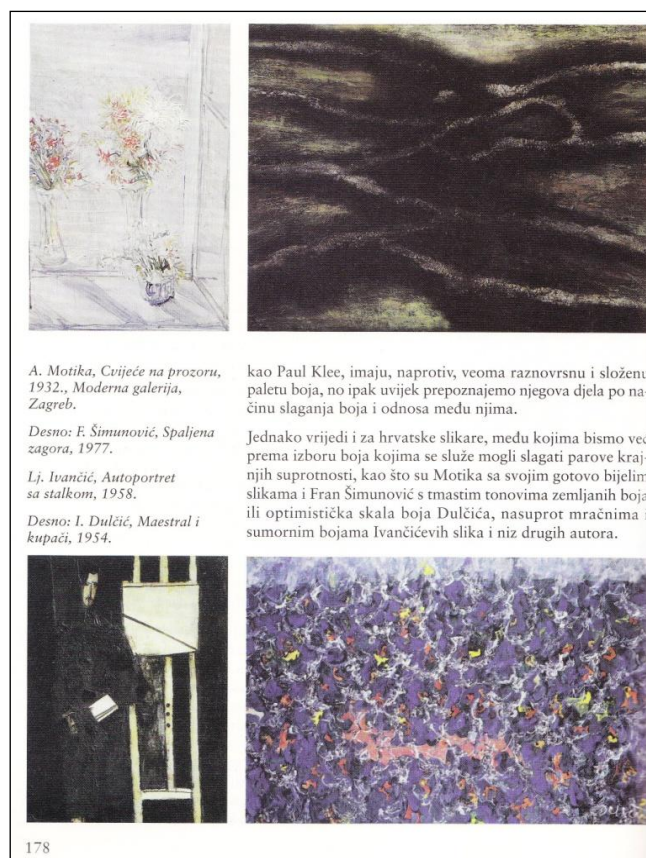 A. Motika, Cvijeće na prozoru,
1932., Moderna galerija,
Zagreb.
Desno: F. Šimunović, Spaljena
zagora, 1977.
Lj. Ivančić, Autoportret
sa stalkom, 1958.
Desno: I. Dulčić, Maestral i
kupači, 1954.
kao Paul Klee, imaju, naprotiv, veoma raznovrsnu i složenu
paletu boja, no ipak uvijek prepoznajemo njegova djela po na-
činu slaganja boja i odnosa među njima.
Jednako vrijedi i za hrvatske slikare, među kojima bismo već
prema izboru boja kojima se služe mogli slagati parove kraj-
njih suprotnosti, kao što su Motika sa svojim gotovo bijelim
slikama i Fran Šimunović s tmastim tonovima zemljanih boja
ili optimistička skala boja Dulčića, nasuprot mračnima i
sumornim bojama Ivančićevih slika i niz drugih autora.
178